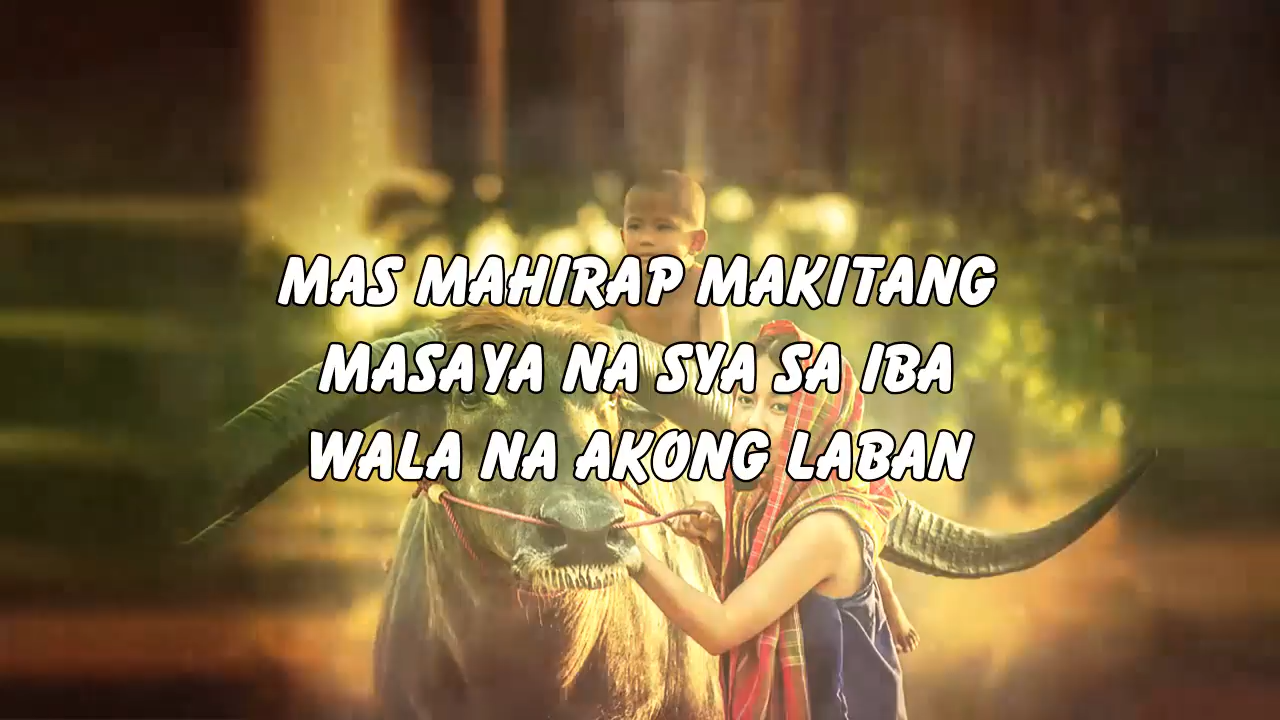 MAS MAHIRAP MAKITANG
MASAYA NA SYA SA IBA
WALA NA AKONG LABAN